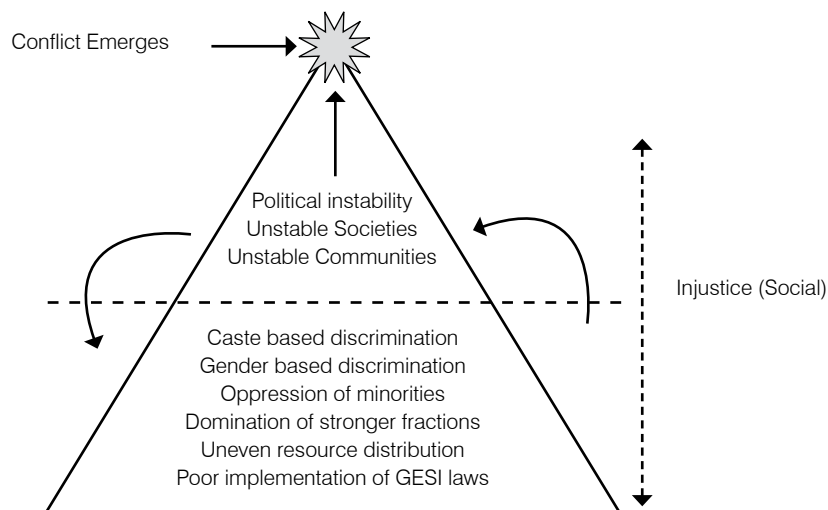 Conflict Emerges
Political instability
Unstable Societies
Unstable Communities
Injustice (Social)
Caste based discrimination
Gender based discrimination
Oppression of minorities
Domination of stronger fractions
Uneven resource distribution
Poor implementation of GESI laws